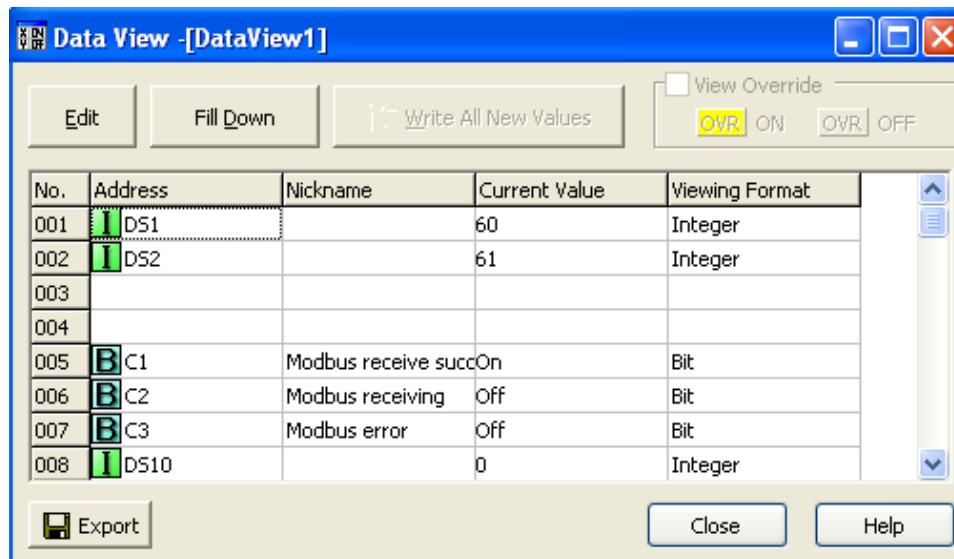 Data View -[DataView1]
Edit Fill Down Write All New Values View Override
OVR ON OVR OFF
No. Address Nickname Current Value Viewing Format
001 I DS1 60 Integer
002 I DS2 61 Integer
003
004
005 B C1 Modbus receive succ On Bit
006 B C2 Modbus receiving Off Bit
007 B C3 Modbus error Off Bit
008 I DS10 0 Integer
Export Close Help